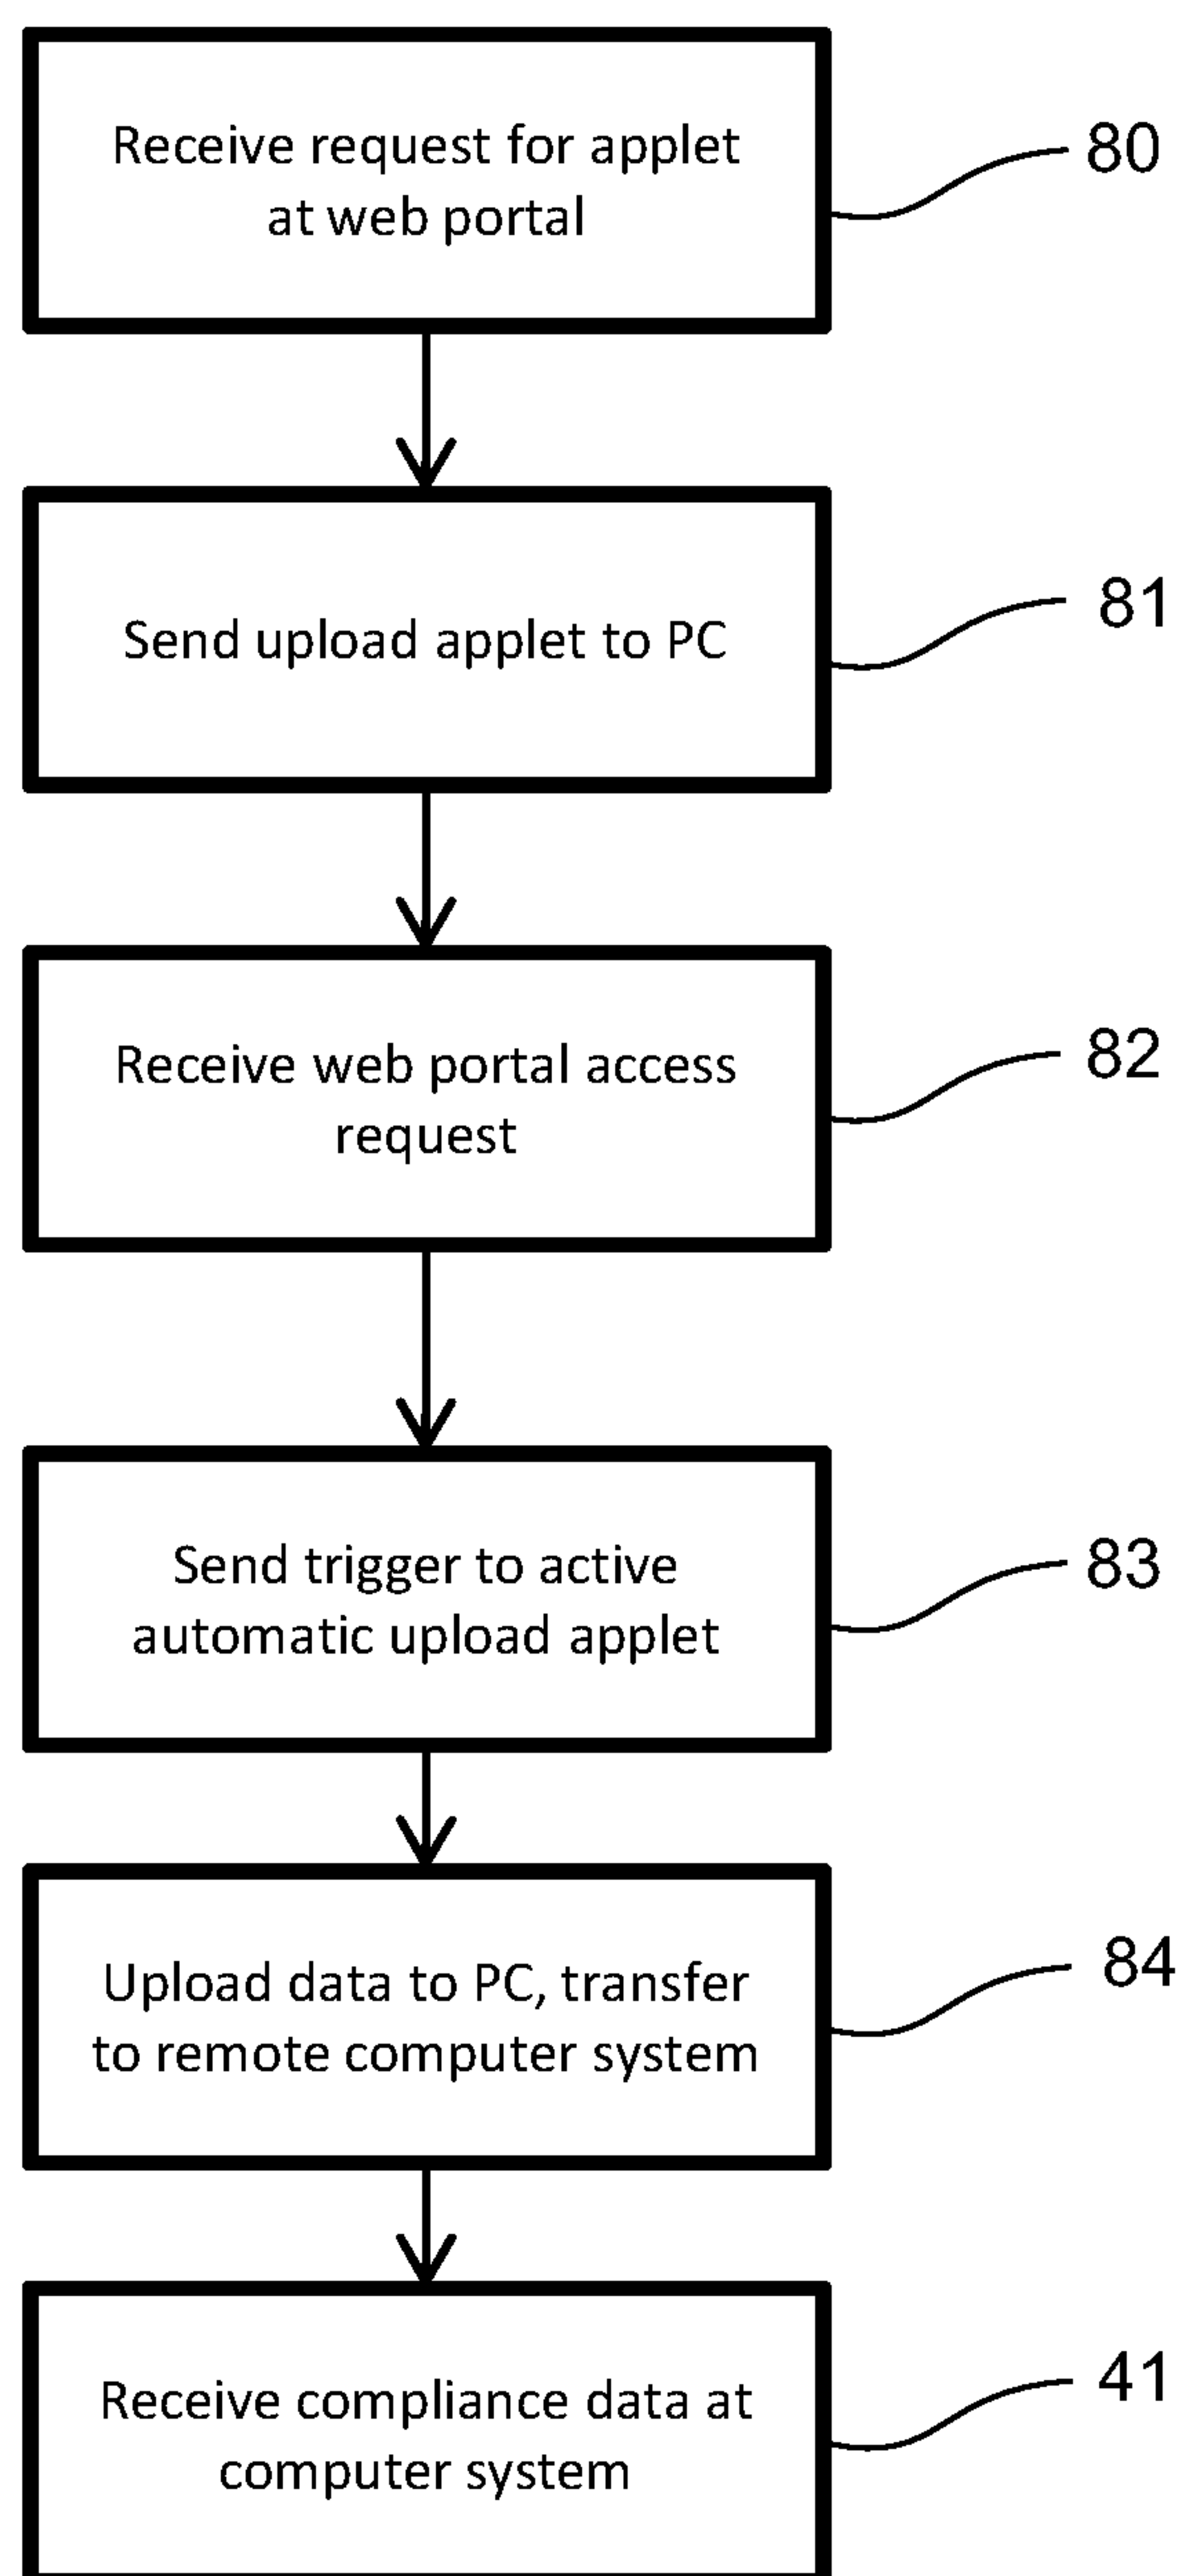 Receive request for applet
at web portal
80
Send upload applet to PC
81
Receive web portal access
request
82
Send trigger to active
automatic upload applet
83
Upload data to PC, transfer
to remote computer system
84
Receive compliance data at
computer system
41